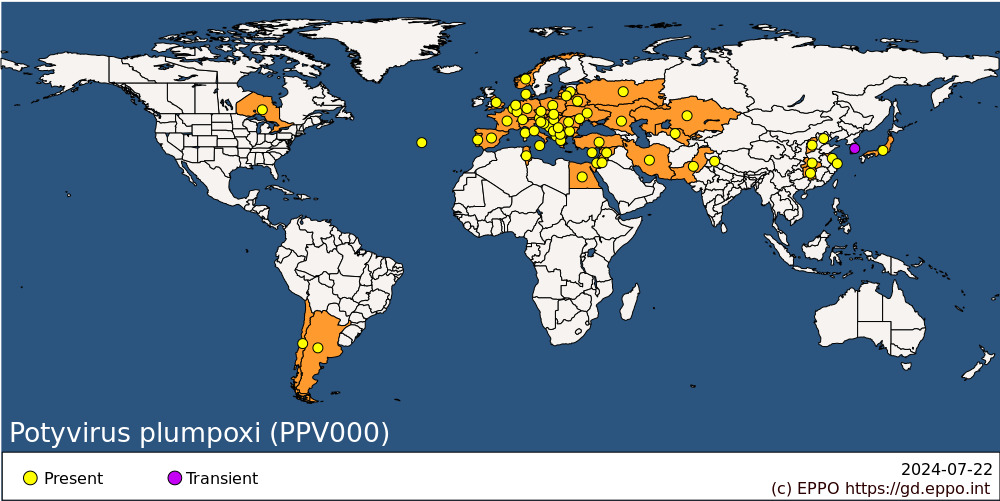 Potyvirus plumpoxi (PPV000)
Present
Transient
2024-07-22
(c) EPPO https://gd.eppo.int